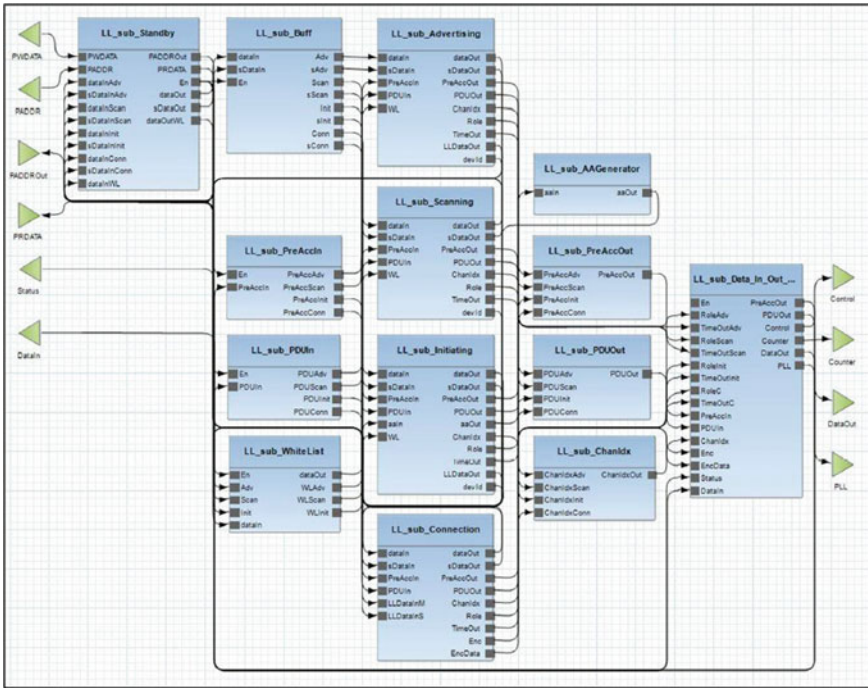 LL_sub_Standby
PWDATA PADDROut
PADDR PRDATA
dataInAdv En
sDataInAdv dataOut
dataInScan sDataOut
sDataInScan dataOutWL
dataInInit
sDataInInit
dataInConn
sDataInConn
dataInWL
LL_sub_Buff
dataIn Adv
sDataIn sAdv
En Scan
sScan
Init
sInit
Conn
sConn
LL_sub_Advertising
dataIn dataOut
sDataIn sDataOut
PreAccIn PreAccOut
PDUIn PDUOut
WL ChanIdx
Role
TimeOut
LLDataOut
devId
PWDATA
PADDR
PADDROut
PRDATA
Status
DataIn
LL_sub_AAGenerator
aaIn aaOut
LL_sub_Scanning
dataIn dataOut
sDataIn sDataOut
PreAccIn PreAccOut
PDUIn PDUOut
WL ChanIdx
Role
TimeOut
devId
LL_sub_PreAccIn
En PreAccAdv
PreAccIn PreAccScan
PreAccInit
PreAccConn
LL_sub_PreAccOut
PreAccAdv PreAccOut
PreAccScan
PreAccInit
PreAccConn
LL_sub_Data_In_Out_...
En PreAccOut
RoleAdv PDUOut
TimeOutAdv Control
RoleScan Counter
TimeOutScan DataOut
RoleInit PLL
TimeOutInit
RoleC
TimeOutC
PreAccIn
PDUIn
ChanIdx
Enc
EncData
Status
DataIn
Control
Counter
DataOut
PLL
LL_sub_PDUIn
En PDUAdv
PDUIn PDUScan
PDUInit
PDUConn
LL_sub_Initiating
dataIn dataOut
sDataIn sDataOut
PreAccIn PreAccOut
PDUIn PDUOut
aaIn aaOut
WL ChanIdx
Role
TimeOut
LLDataOut
devId
LL_sub_PDUOut
PDUAdv PDUOut
PDUScan
PDUInit
PDUConn
LL_sub_WhiteList
En dataOut
Adv WLAdv
Scan WLScan
Init WLInit
dataIn
LL_sub_ChanIdx
ChanIdxAdv ChanIdxOut
ChanIdxScan
ChanIdxInit
ChanIdxConn
LL_sub_Connection
dataIn dataOut
sDataIn sDataOut
PreAccIn PreAccOut
PDUIn PDUOut
LLDataInM ChanIdx
LLDataInS Role
TimeOut
Enc
EncData